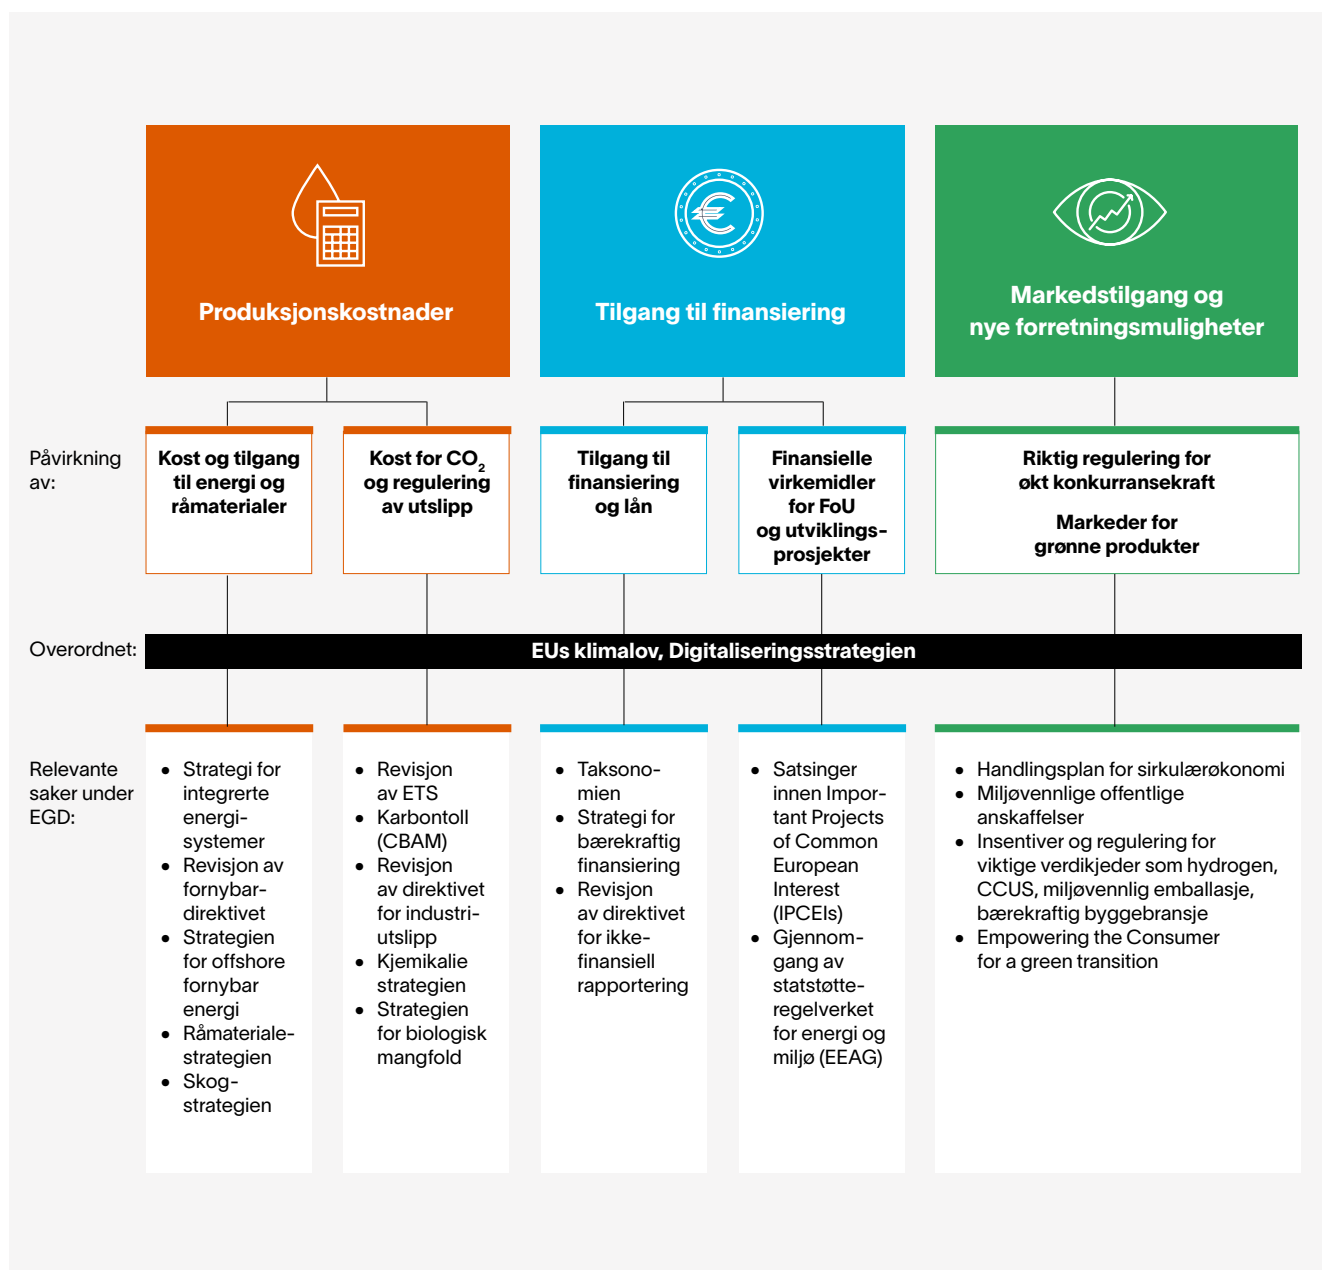 Produksjonskostnader
Tilgang til finansiering
Markedstilgang og
nye forretningsmuligheter
Påvirkning
av:
Kost og tilgang
til energi og
råmaterialer
Kost for CO₂
og regulering
av utslipp
Tilgang til
finansiering
og lån
Finansielle
virkemidler
for FoU
og utviklings-
prosjekter
Riktig regulering for
økt konkurransekraft
Markeder for
grønne produkter
Overordnet:
EUs klimalov, Digitaliseringsstrategien
Relevante
saker under
EGD:
• Strategi for
integrerte
energi-
systemer
• Revisjon av
fornybar-
direktivet
• Strategien
for offshore
fornybar
energi
• Råmateriale-
strategien
• Skog-
strategien
• Revisjon
av ETS
• Karbontoll
(CBAM)
• Revisjon
av direktivet
for industri-
utslipp
• Kjemikalie
strategien
• Strategien
for biologisk
mangfold
• Taksono-
mien
• Strategi for
bærekraftig
finansiering
• Revisjon
av direktivet
for ikke-
finansiell
rapportering
• Satsinger
innen Impor-
tant Projects
of Common
European
Interest
(IPCEIs)
• Gjennom-
gang av
statstøtte-
regelverket
for energi og
miljø (EEAG)
• Handlingsplan for sirkulærøkonomi
• Miljøvennlige offentlige
anskaffelser
• Insentiver og regulering for
viktige verdikjeder som hydrogen,
CCUS, miljøvennlig emballasje,
bærekraftig byggebransje
• Empowering the Consumer
for a green transition